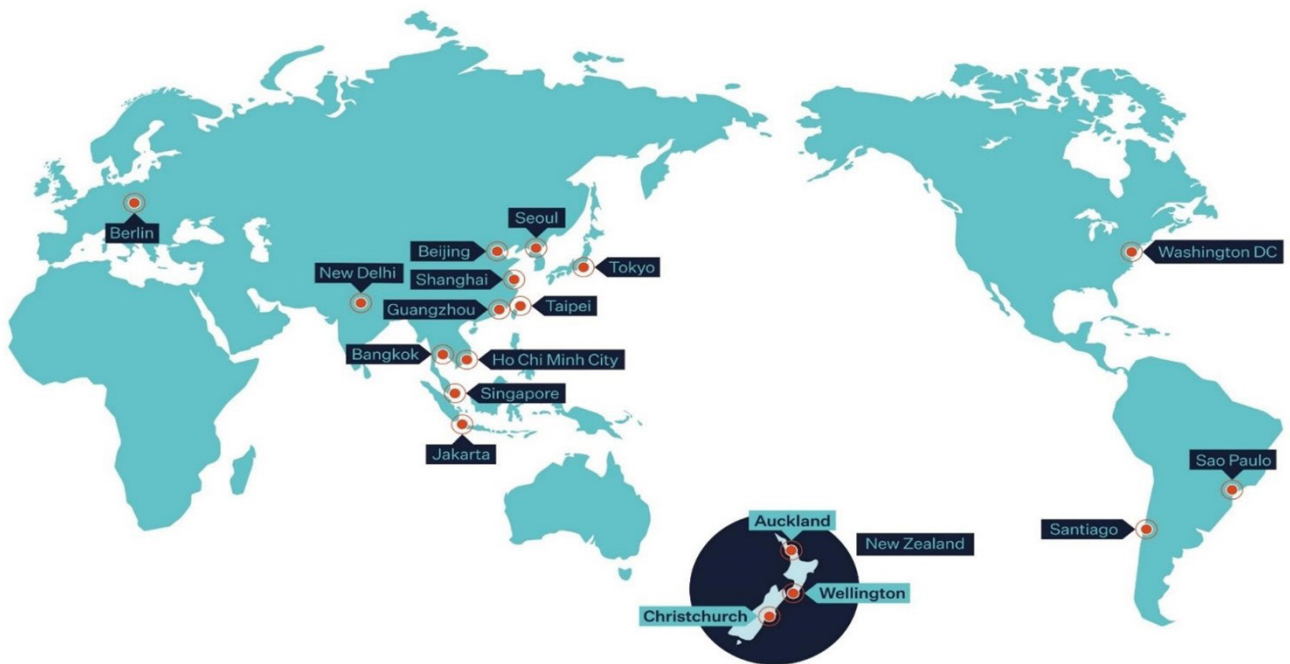 Seoul
Berlin
Beijing
Tokyo
Washington DC
New Delhi
Shanghai
Guangzhou
Taipei
Bangkok
Ho Chi Minh City
Singapore
Jakarta
Sao Paulo
Santiago
Auckland
New Zealand
Wellington
Christchurch